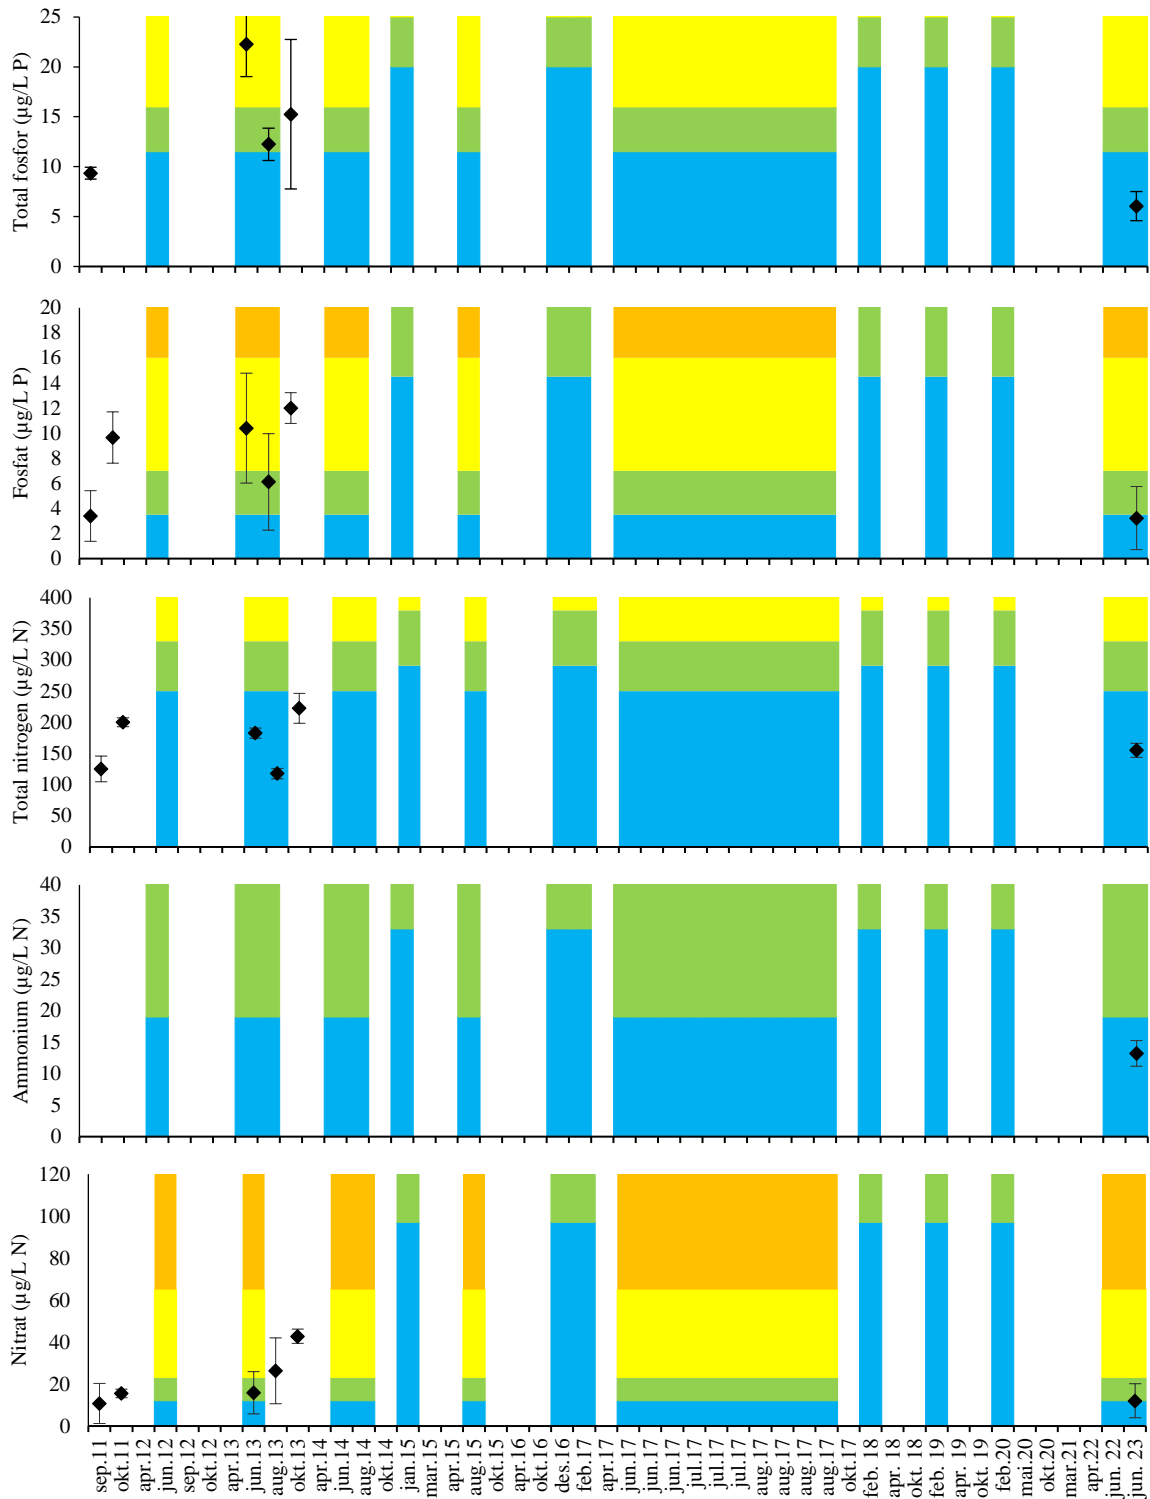 Total fosfor (µg/L P)
25
20
15
10
5
0
Fosfat (µg/L P)
20
18
16
14
12
10
8
6
4
2
0
Total nitrogen (µg/L N)
400
350
300
250
200
150
100
50
0
Ammonium (µg/L N)
40
35
30
25
20
15
10
5
0
Nitrat (µg/L N)
120
100
80
60
40
20
0
sep.11
okt.11
apr.12
jun.12
sep.12
okt.12
apr.13
jun.13
aug.13
okt.13
apr.14
jun.14
aug.14
okt.14
jan.15
mar.15
apr.15
aug.15
okt.15
apr.16
okt.16
des.16
feb.17
apr.17
jun.17
jun.17
jul.17
jul.17
jul.17
jul.17
aug.17
aug.17
aug.17
aug.17
okt.17
feb. 18
apr. 18
okt. 18
feb. 19
apr.19
okt. 19
feb.20
mai.20
okt.20
mar.21
apr.22
jun. 22
jun. 23